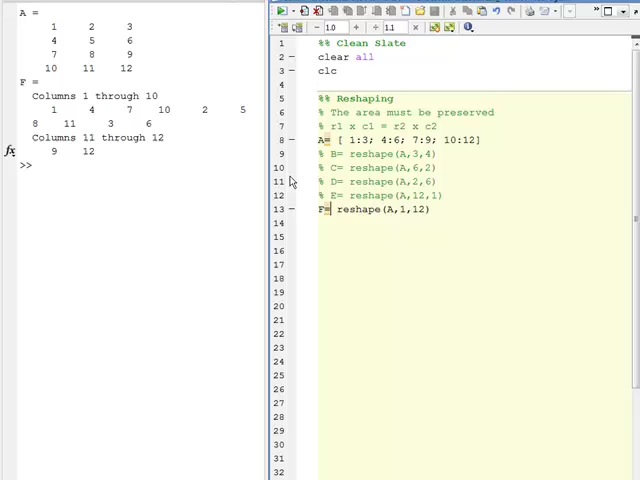 A =
1 2 3
4 5 6
7 8 9
10 11 12
F =
Columns 1 through 10
1 4 7 10 2 5
8 11 3 6
Columns 11 through 12
9 12
fx
>>
1.0
1.1
1 %% Clean Slate
2 clear all
3 clc
4
5 %% Reshaping
6 % The area must be preserved
7 % r1 x c1 = r2 x c2
8 A= [ 1:3; 4:6; 7:9; 10:12]
9 % B= reshape(A,3,4)
10 % C= reshape(A,6,2)
11 % D= reshape(A,2,6)
12 % E= reshape(A,12,1)
13 F= reshape(A,1,12)
14
15
16
17
18
19
20
21
22
23
24
25
26
27
28
29
30
31
32